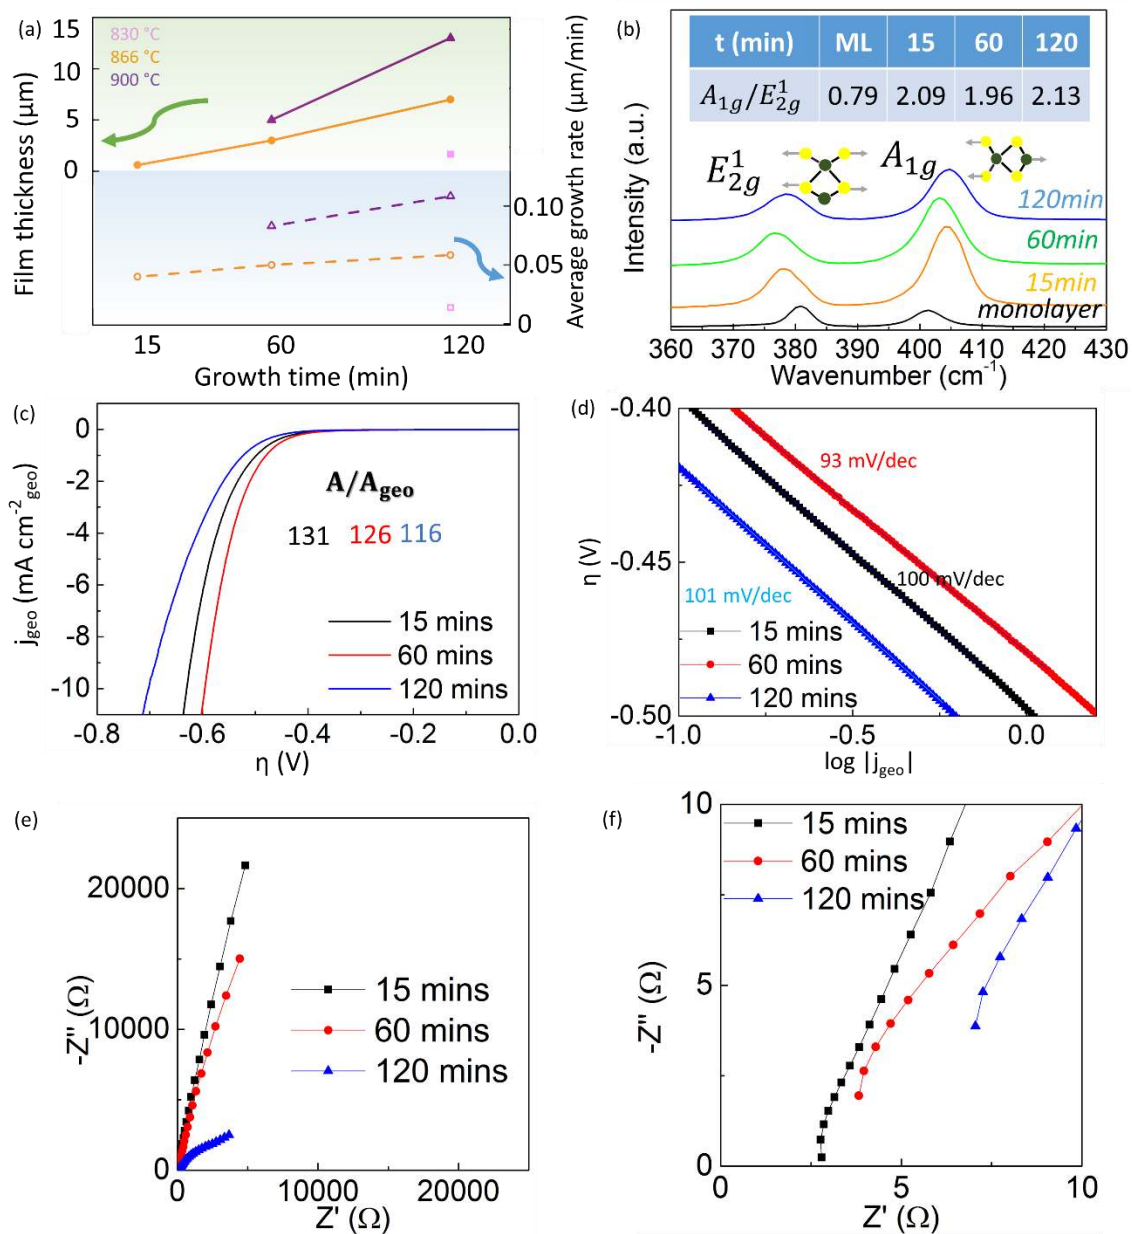 (a)
830 °C
866 °C
900 °C
Film thickness (μm)
15
10
5
0
Average growth rate (μm/min)
0.10
0.05
0
15 60 120
Growth time (min)
(b)
t (min) ML 15 60 120
A1g/E¹2g 0.79 2.09 1.96 2.13
E¹2g A1g
120min
60min
15min
monolayer
Intensity (a.u.)
360 370 380 390 400 410 420 430
Wavenumber (cm⁻¹)
(c)
jgeo (mA cm⁻²geo)
0
-2
-4
-6
-8
-10
A/Ageo
131 126 116
15 mins
60 mins
120 mins
-0.8 -0.6 -0.4 -0.2 0.0
η (V)
(d)
η (V)
-0.40
-0.45
-0.50
93 mV/dec
100 mV/dec
101 mV/dec
15 mins
60 mins
120 mins
-1.0 -0.5 0.0
log |jgeo|
(e)
-Z'' (Ω)
20000
10000
0
15 mins
60 mins
120 mins
0 10000 20000
Z' (Ω)
(f)
-Z'' (Ω)
10
5
0
15 mins
60 mins
120 mins
0 5 10
Z' (Ω)